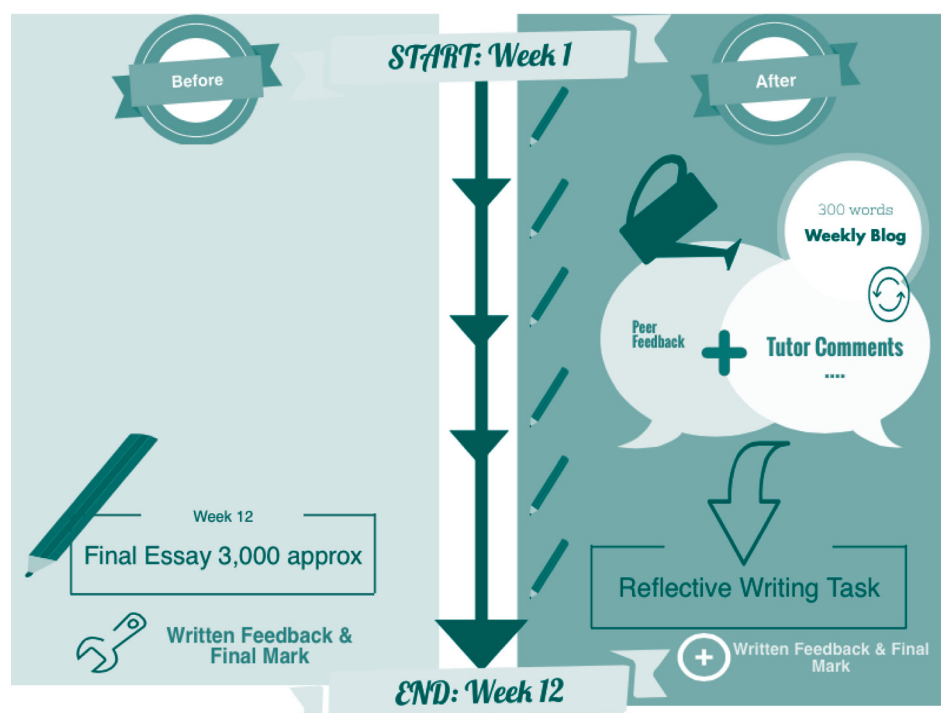 START: Week 1
Before
After
300 words
Weekly Blog
Peer
Feedback
Tutor Comments
....
Week 12
Final Essay 3,000 approx
Written Feedback &
Final Mark
Reflective Writing Task
Written Feedback & Final
Mark
END: Week 12